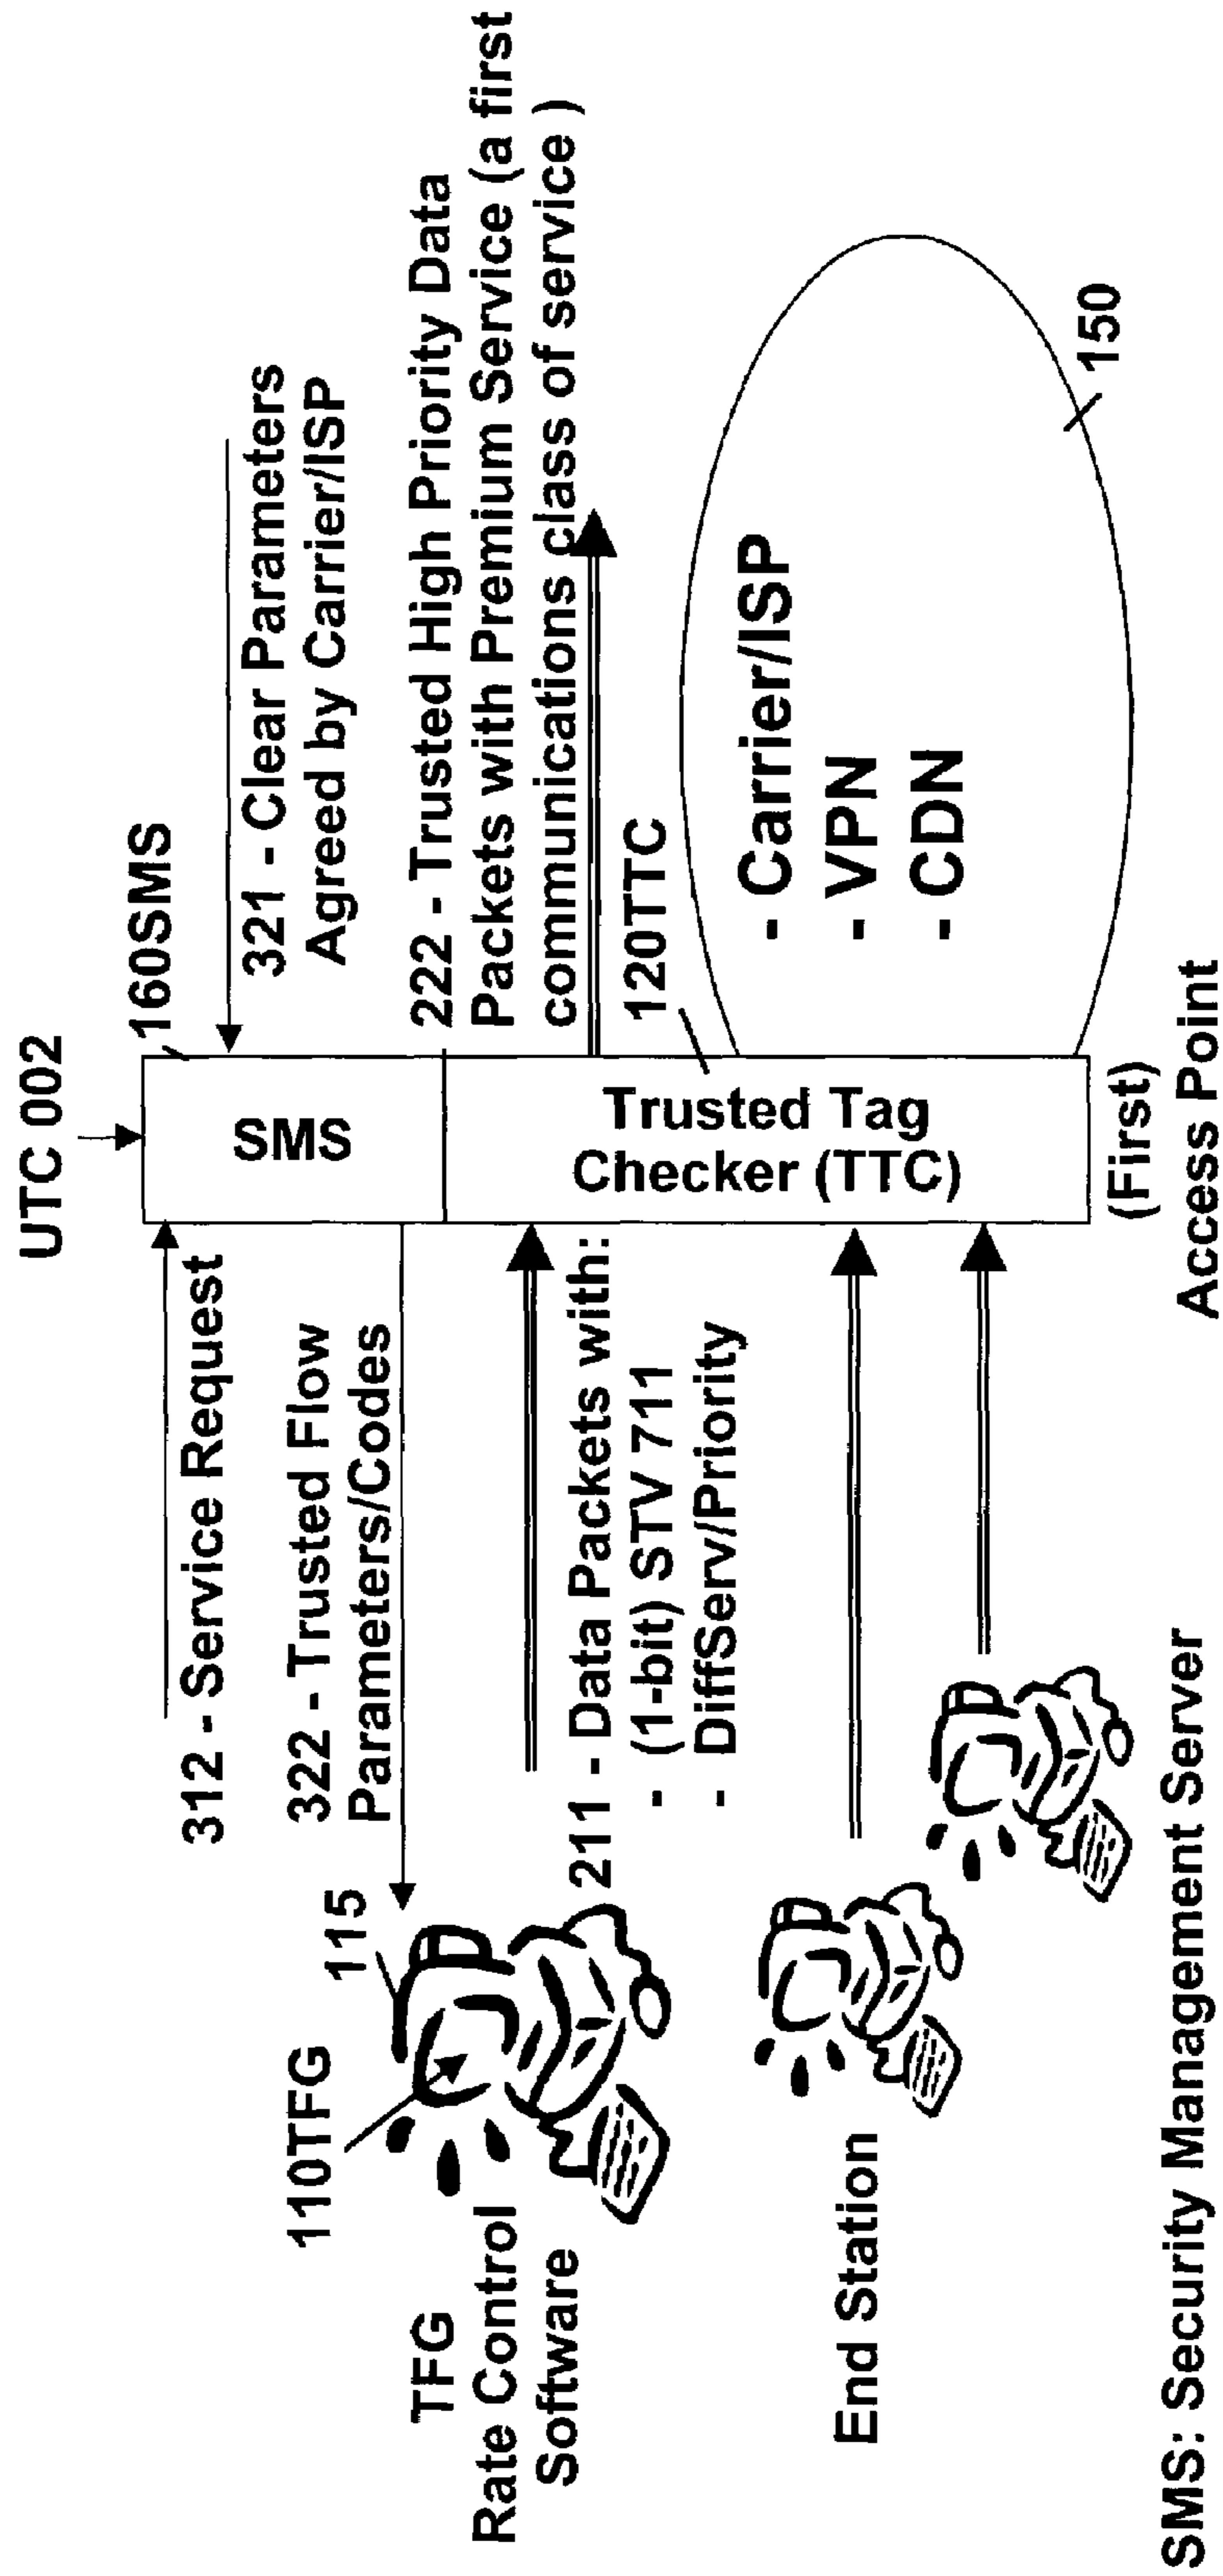 UTC 002
160SMS
312 - Service Request
SMS
321 - Clear Parameters
Agreed by Carrier/ISP
322 - Trusted Flow
Parameters/Codes
115
110TFG
222 - Trusted High Priority Data
Packets with Premium Service (a first
communications class of service )
TFG
Rate Control
Software
211 - Data Packets with:
- (1-bit) STV 711
- DiffServ/Priority
Trusted Tag
Checker (TTC)
120TTC
- Carrier/ISP
- VPN
- CDN
150
End Station
(First)
Access Point
SMS: Security Management Server